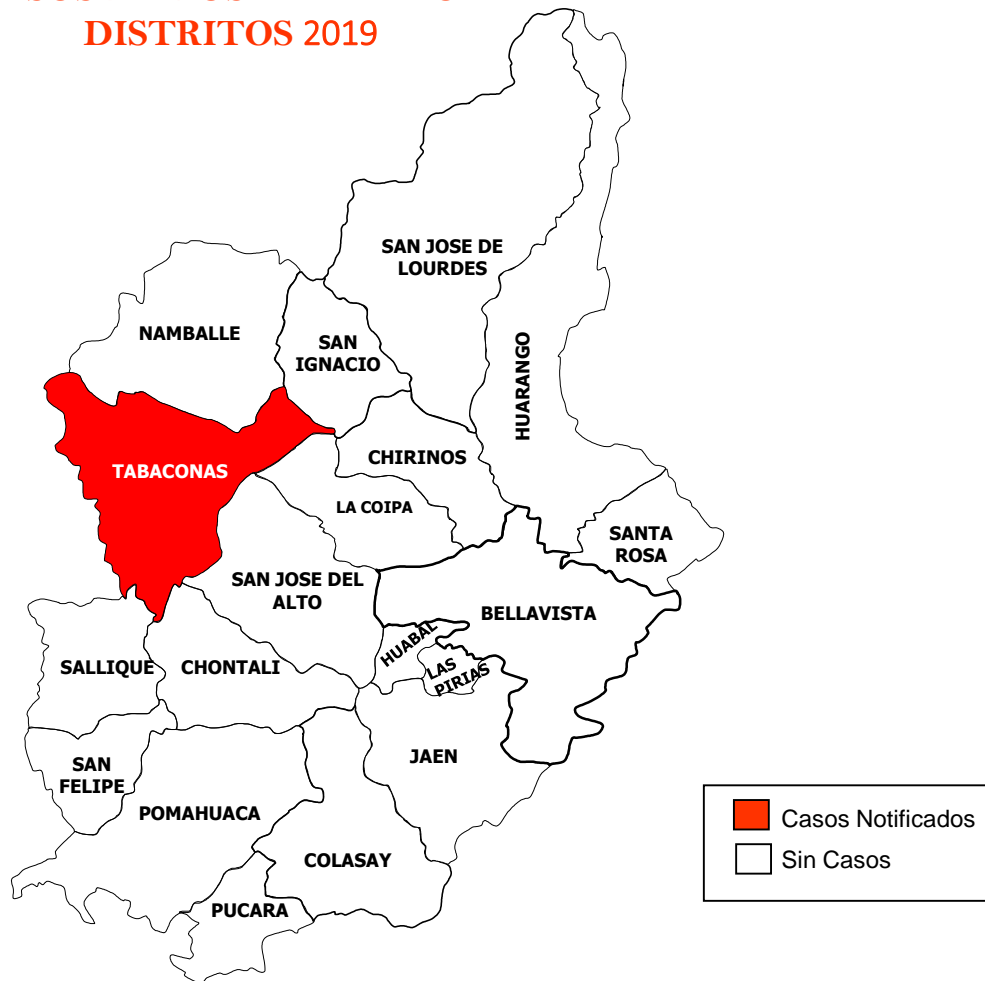 DISTRITOS 2019
SAN JOSE DE
LOURDES
NAMBALLE
SAN
IGNACIO
HUARANGO
CHIRINOS
TABACONAS
LA COIPA
SANTA
ROSA
SAN JOSE DEL
ALTO
BELLAVISTA
HUABAL
LAS
PIRIAS
SALLIQUE
CHONTALI
JAEN
SAN
FELIPE
POMAHUACA
COLASAY
PUCARA
Casos Notificados
Sin Casos